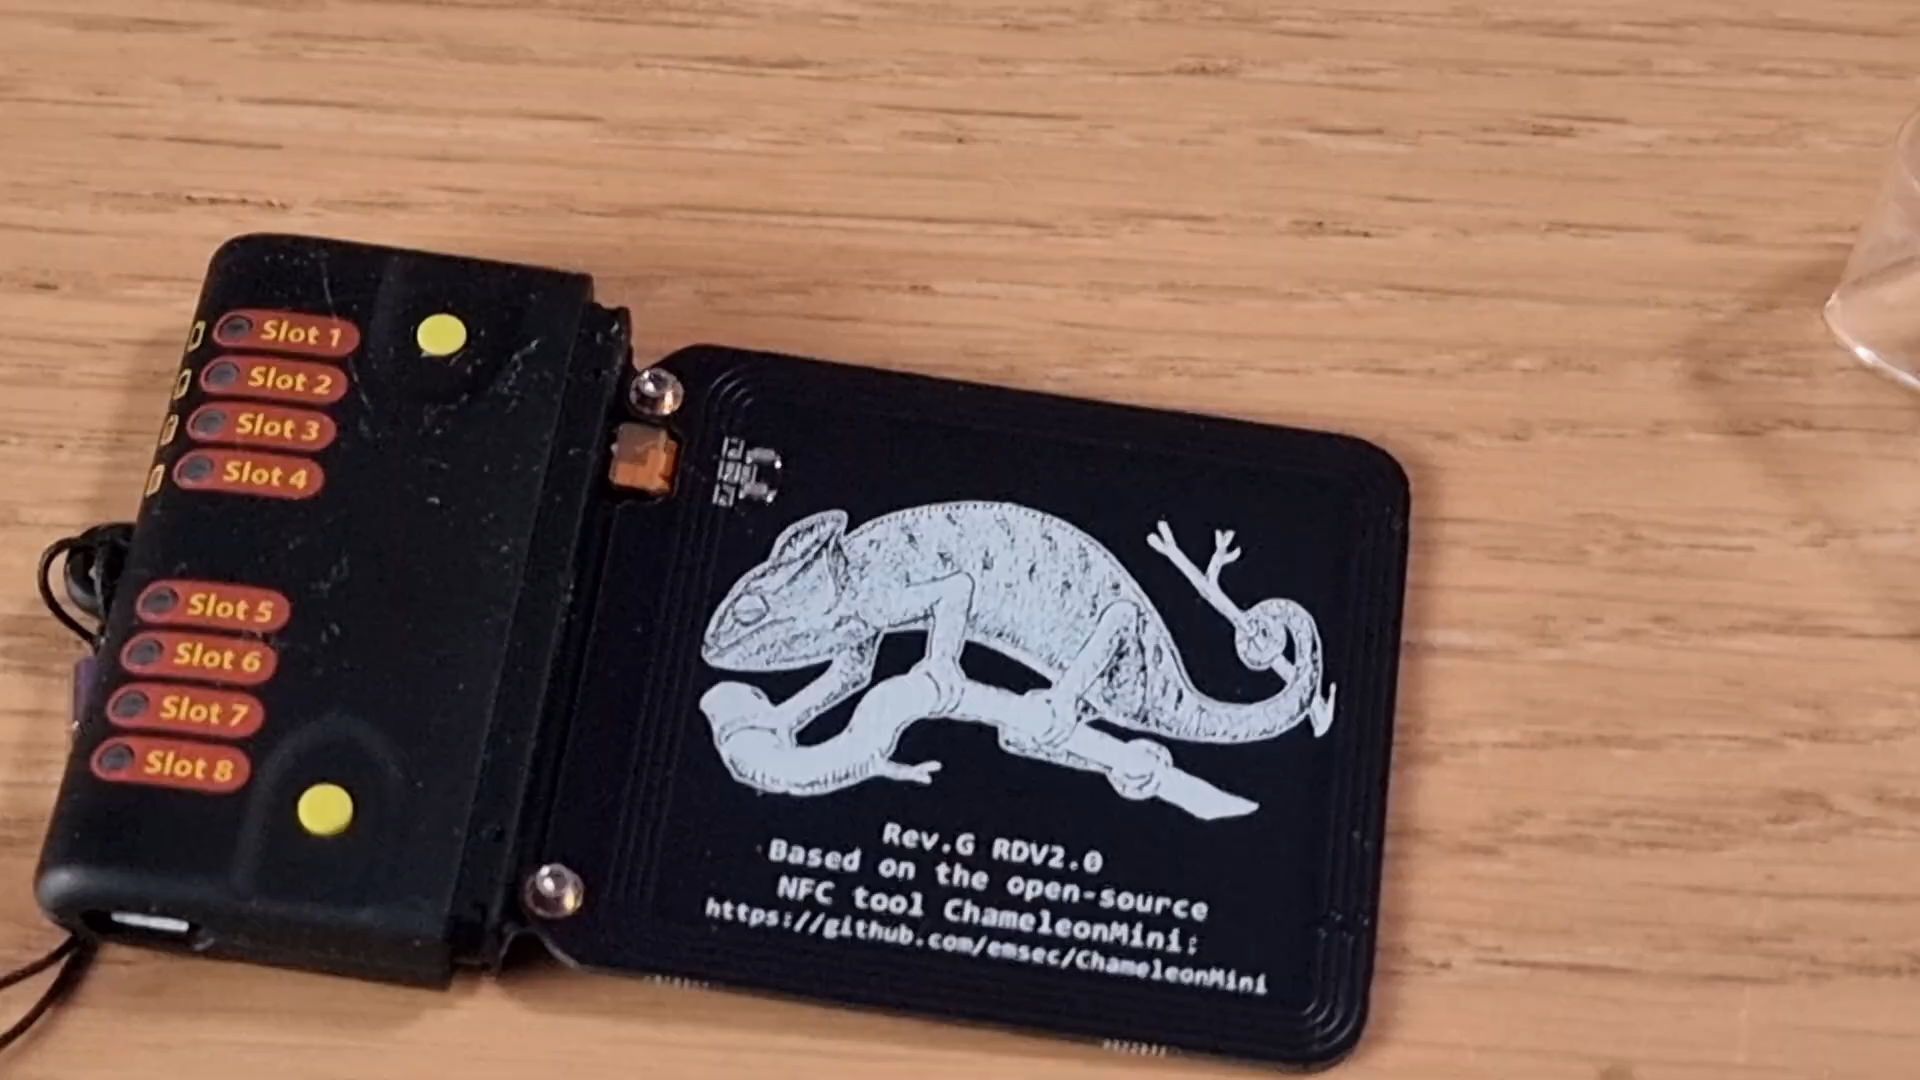 Slot 1
Slot 2
Slot 3
Slot 4
Slot 5
Slot 6
Slot 7
Slot 8
Rev.G RDV2.0
Based on the open-source
NFC tool ChameleonMini:
https://github.com/emsec/ChameleonMini